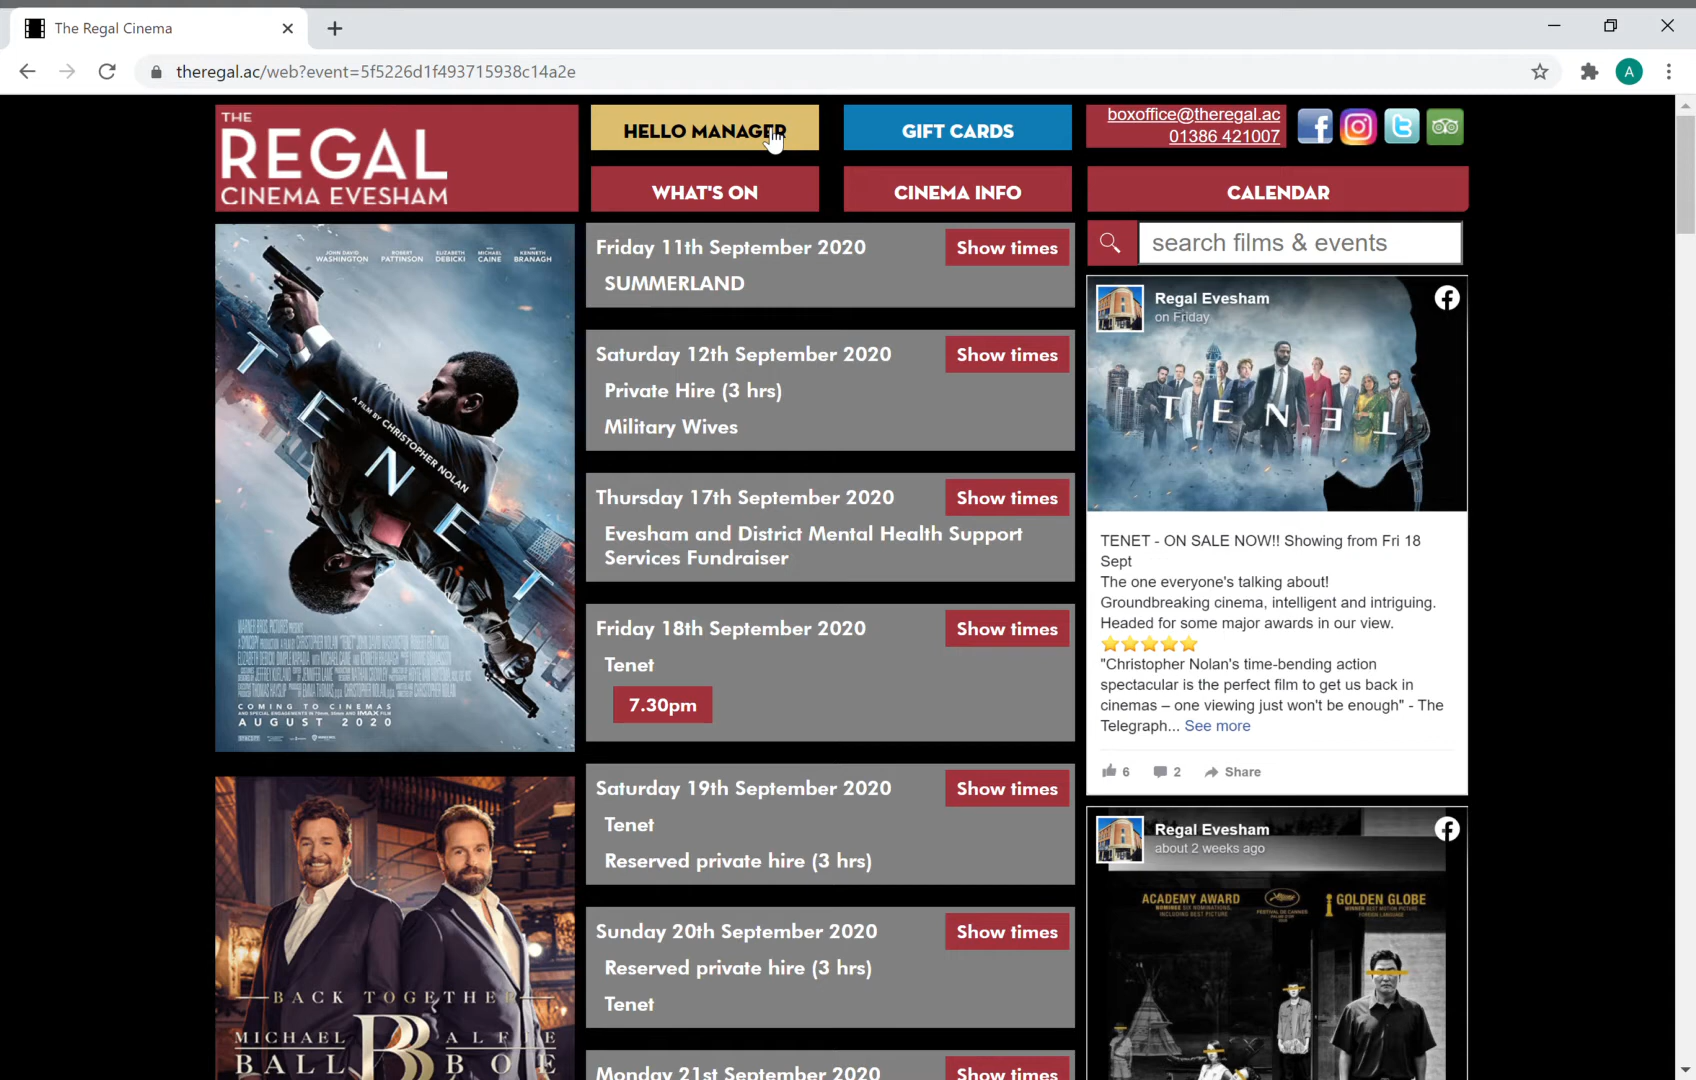 The Regal Cinema
theregal.ac/web?event=5f5226d1f493715938c14a2e
A
THE
REGAL
CINEMA EVESHAM
HELLO MANAGER
GIFT CARDS
boxoffice@theregal.ac
01386 421007
WHAT'S ON
CINEMA INFO
CALENDAR
search films & events
JOHN DAVID WASHINGTON
ROBERT PATTINSON
ELIZABETH DEBICKI
MICHAEL CAINE
KENNETH BRANAGH
TENET
A FILM BY CHRISTOPHER NOLAN
COMING TO CINEMAS
AUGUST 2020
BACK TOGETHER
MICHAEL
BALL
Friday 11th September 2020
Show times
SUMMERLAND
Saturday 12th September 2020
Show times
Private Hire (3 hrs)
Military Wives
Thursday 17th September 2020
Show times
Evesham and District Mental Health Support
Services Fundraiser
Friday 18th September 2020
Show times
Tenet
7.30pm
Saturday 19th September 2020
Show times
Tenet
Reserved private hire (3 hrs)
Sunday 20th September 2020
Show times
Reserved private hire (3 hrs)
Tenet
Monday 21st September 2020
Show times
Regal Evesham
on Friday
TENET
TENET - ON SALE NOW!! Showing from Fri 18
Sept
The one everyone's talking about!
Groundbreaking cinema, intelligent and intriguing.
Headed for some major awards in our view.
"Christopher Nolan's time-bending action
spectacular is the perfect film to get us back in
cinemas – one viewing just won't be enough" - The
Telegraph... See more
6
2
Share
Regal Evesham
about 2 weeks ago
ACADEMY AWARD
NOMINEE SIX NOMINATIONS,
INCLUDING BEST PICTURE
FESTIVAL DE CANNES
GOLDEN GLOBE